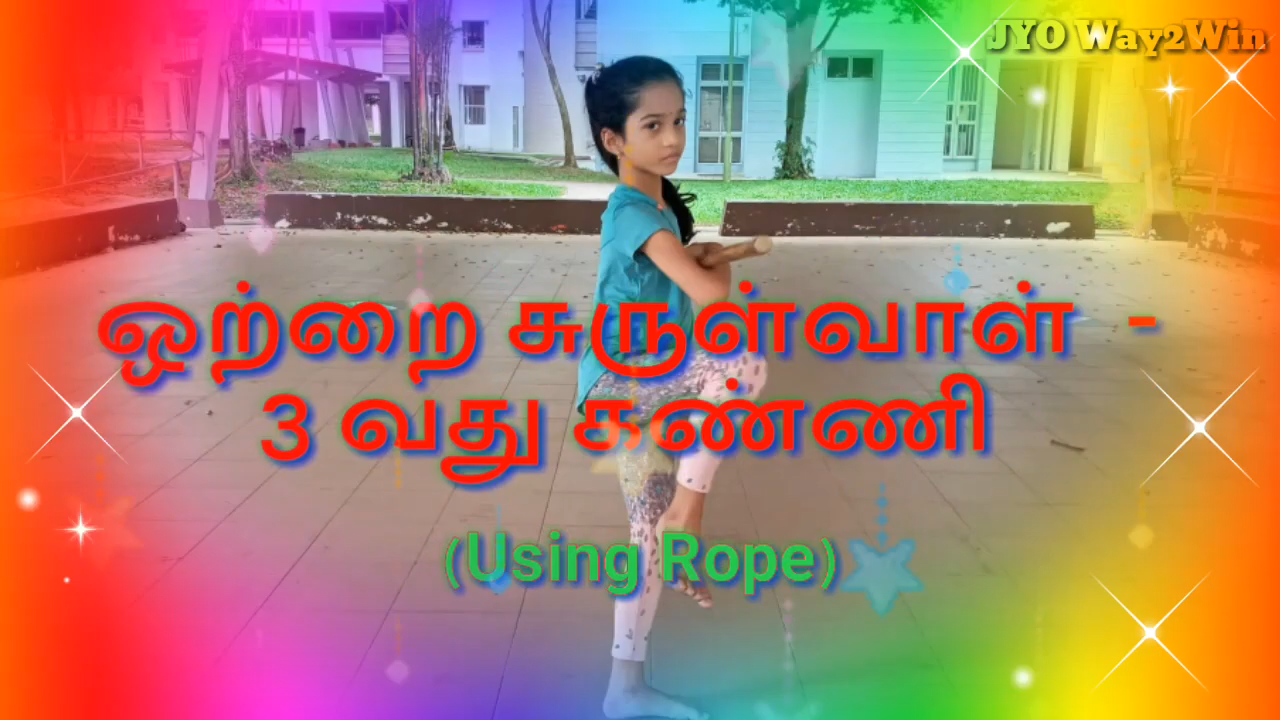 JYO Way2Win
ஒற்றை சுருள்வாள் -
3 வது கண்ணி
(Using Rope)